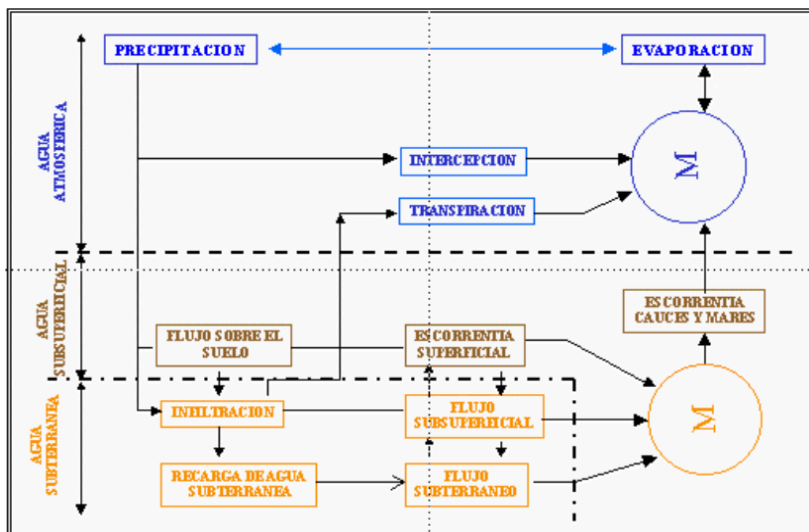 PRECIPITACION
EVAPORACION
AGUA
ATMOSFERICA
INTERCEPCION
M
TRANSPIRACION
AGUA
SUBSUPERFICIAL
ESCORRENTIA
CAUCES Y MARES
FLUJO SOBRE EL
SUELO
ESCORRENTIA
SUPERFICIAL
AGUA
SUBTERRANEA
INFILTRACION
FLUJO
SUBSUPERFICIAL
M
RECARGA DE AGUA
SUBTERRANEA
FLUJO
SUBTERRANEO